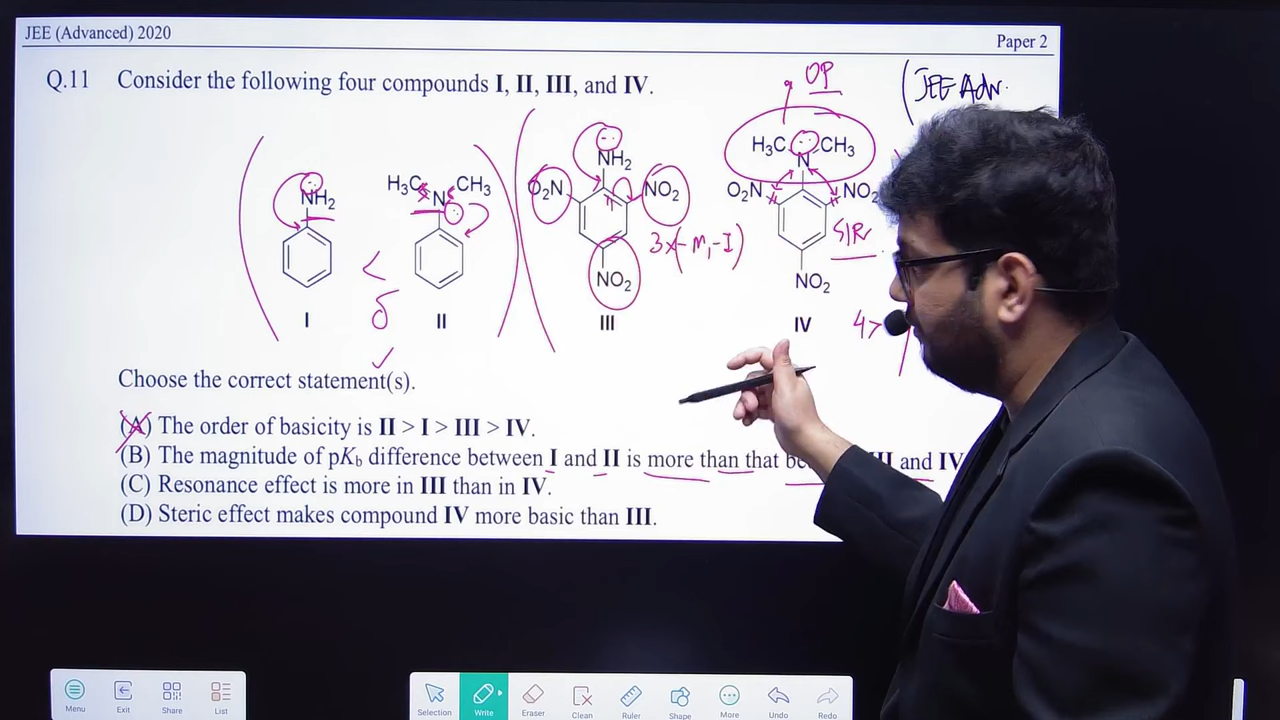 JEE (Advanced) 2020
Paper 2
Q.11 Consider the following four compounds I, II, III, and IV.
OP
(JEE Adv.
NH₂
H₃C N CH₃
NH₂
O₂N NO₂
3x(-M,-I)
NO₂
H₃C N CH₃
O₂N NO₂
SIR
NO₂
<
I
II
III
IV
4>
Choose the correct statement(s).
(A) The order of basicity is II > I > III > IV.
(B) The magnitude of pK_b difference between I and II is more than that and IV
(C) Resonance effect is more in III than in IV.
(D) Steric effect makes compound IV more basic than III.
Menu
Exit
Share
List
Selection
Write
Eraser
Clean
Ruler
Shape
More
Undo
Redo